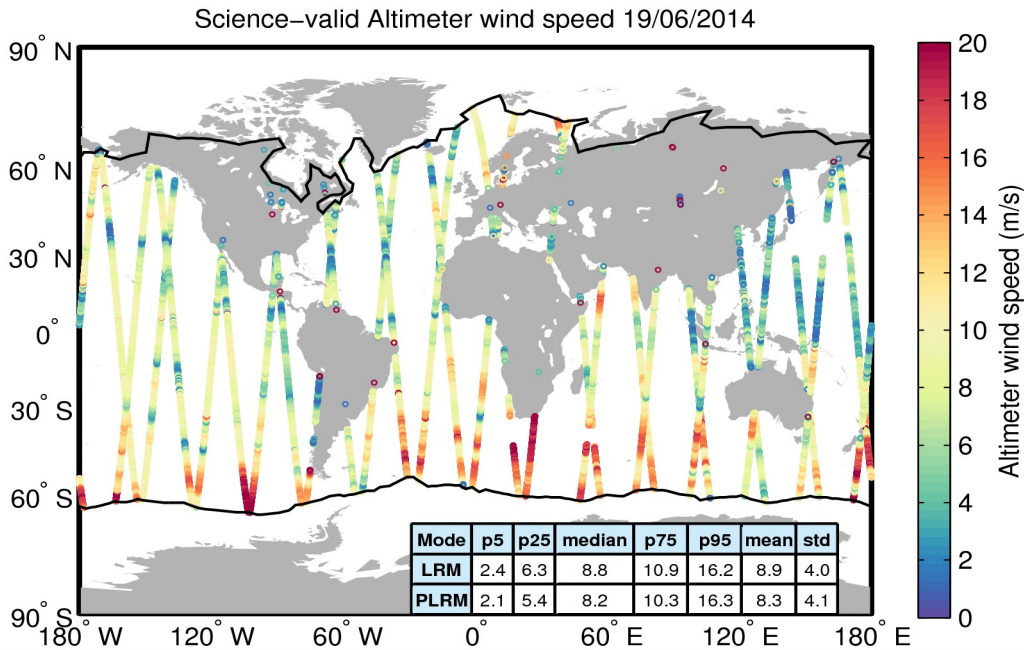 Science−valid Altimeter wind speed 19/06/2014
90° N
60° N
30° N
0°
30° S
60° S
90° S
180° W
120° W
60° W
0°
60° E
120° E
180° E
Mode p5 p25 median p75 p95 mean std
LRM 2.4 6.3 8.8 10.9 16.2 8.9 4.0
PLRM 2.1 5.4 8.2 10.3 16.3 8.3 4.1
20
18
16
14
12
10
8
6
4
2
0
Altimeter wind speed (m/s)